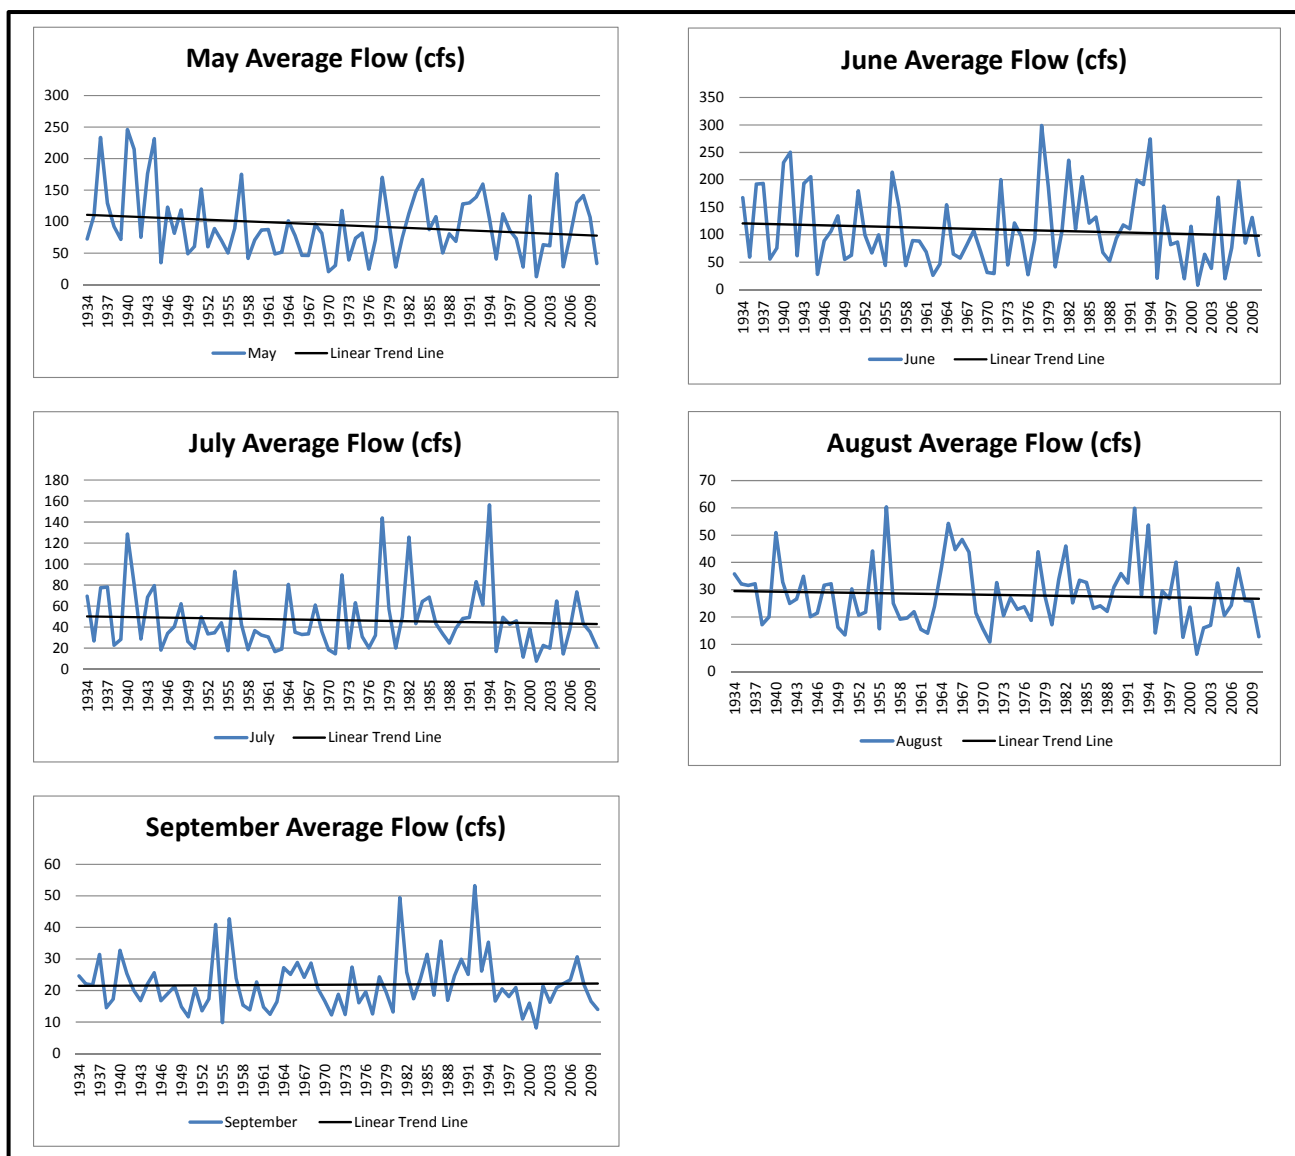 May Average Flow (cfs)
300
250
200
150
100
50
0
1934 1937 1940 1943 1946 1949 1952 1955 1958 1961 1964 1967 1970 1973 1976 1979 1982 1985 1988 1991 1994 1997 2000 2003 2006 2009
May Linear Trend Line
June Average Flow (cfs)
350
300
250
200
150
100
50
0
1934 1937 1940 1943 1946 1949 1952 1955 1958 1961 1964 1967 1970 1973 1976 1979 1982 1985 1988 1991 1994 1997 2000 2003 2006 2009
June Linear Trend Line
July Average Flow (cfs)
180
160
140
120
100
80
60
40
20
0
1934 1937 1940 1943 1946 1949 1952 1955 1958 1961 1964 1967 1970 1973 1976 1979 1982 1985 1988 1991 1994 1997 2000 2003 2006 2009
July Linear Trend Line
August Average Flow (cfs)
70
60
50
40
30
20
10
0
1934 1937 1940 1943 1946 1949 1952 1955 1958 1961 1964 1967 1970 1973 1976 1979 1982 1985 1988 1991 1994 1997 2000 2003 2006 2009
August Linear Trend Line
September Average Flow (cfs)
60
50
40
30
20
10
0
1934 1937 1940 1943 1946 1949 1952 1955 1958 1961 1964 1967 1970 1973 1976 1979 1982 1985 1988 1991 1994 1997 2000 2003 2006 2009
September Linear Trend Line